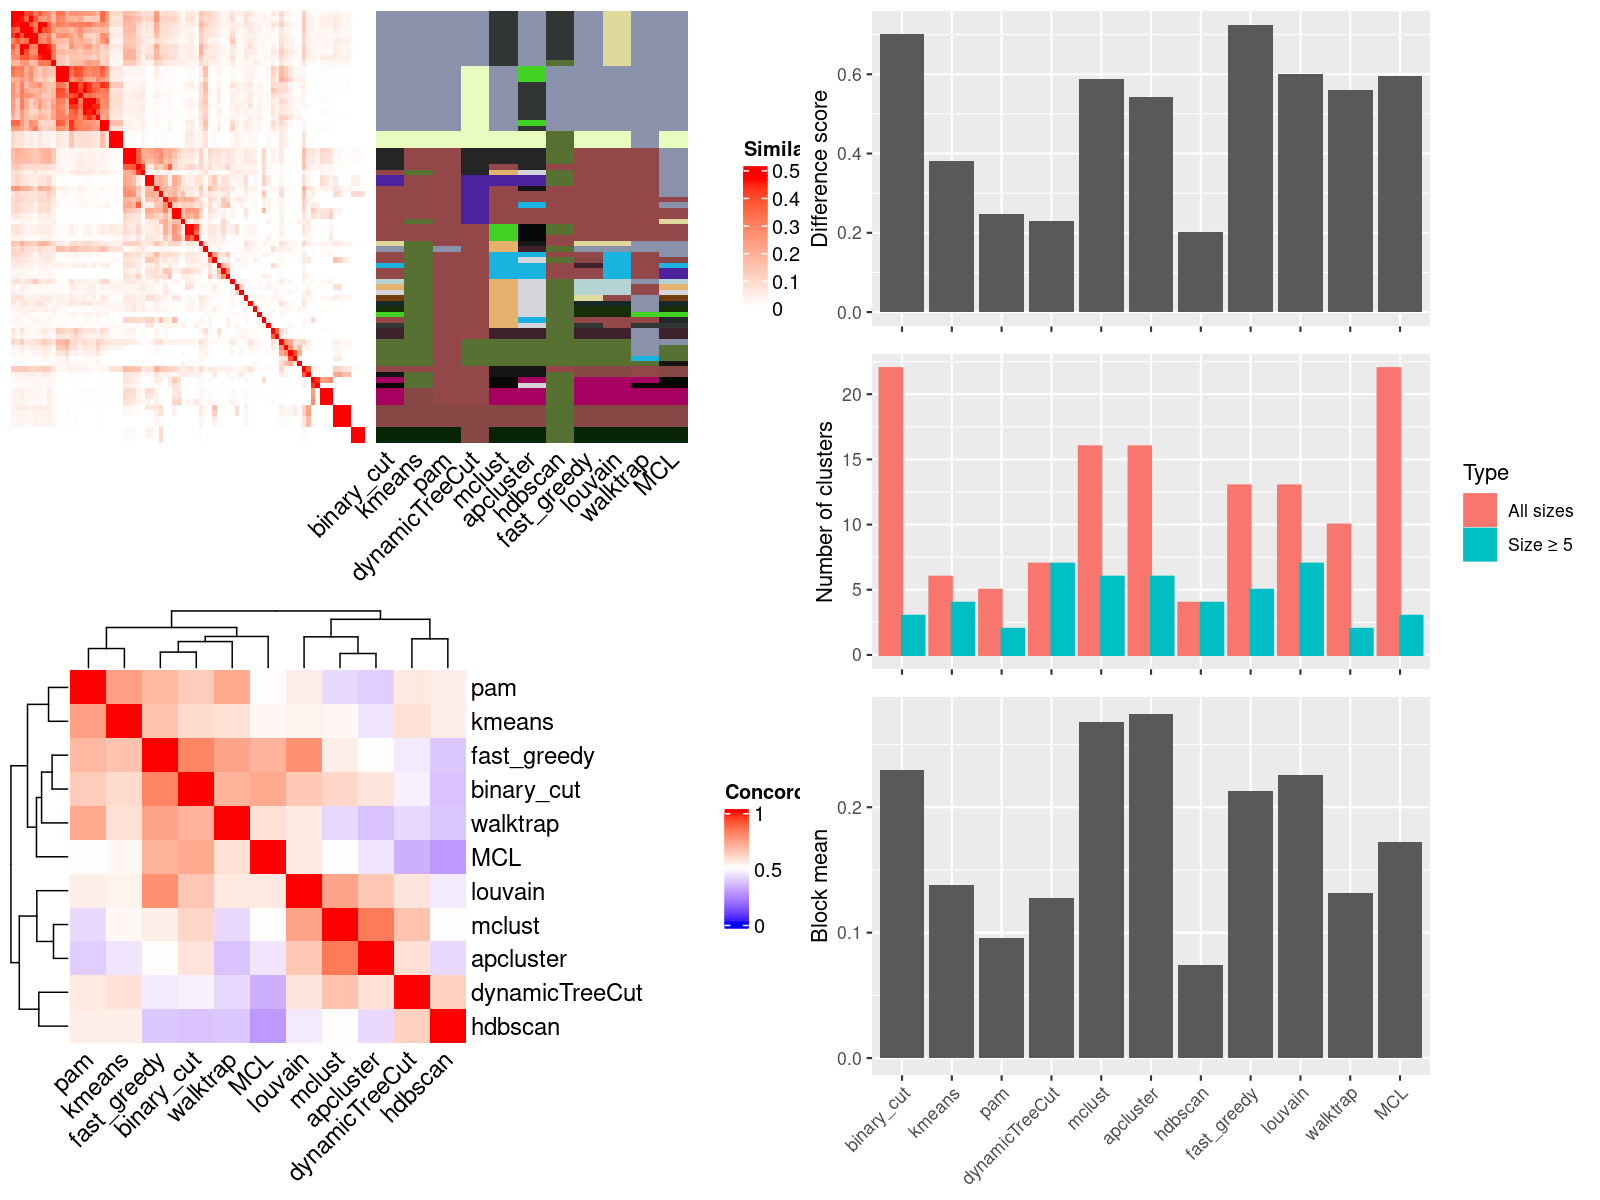 Simila
0.5
0.4
0.3
0.2
0.1
0
binary_cut
kmeans
pam
dynamicTreeCut
mclust
apcluster
hdbscan
fast_greedy
louvain
walktrap
MCL
pam
kmeans
fast_greedy
binary_cut
walktrap
MCL
louvain
mclust
apcluster
dynamicTreeCut
hdbscan
pam
kmeans
fast_greedy
binary_cut
walktrap
MCL
louvain
mclust
apcluster
dynamicTreeCut
hdbscan
Concord
1
0.5
0
Difference score
0.6
0.4
0.2
0.0
Number of clusters
20
15
10
5
0
Type
All sizes
Size ≥ 5
Block mean
0.2
0.1
0.0
binary_cut
kmeans
pam
dynamicTreeCut
mclust
apcluster
hdbscan
fast_greedy
louvain
walktrap
MCL